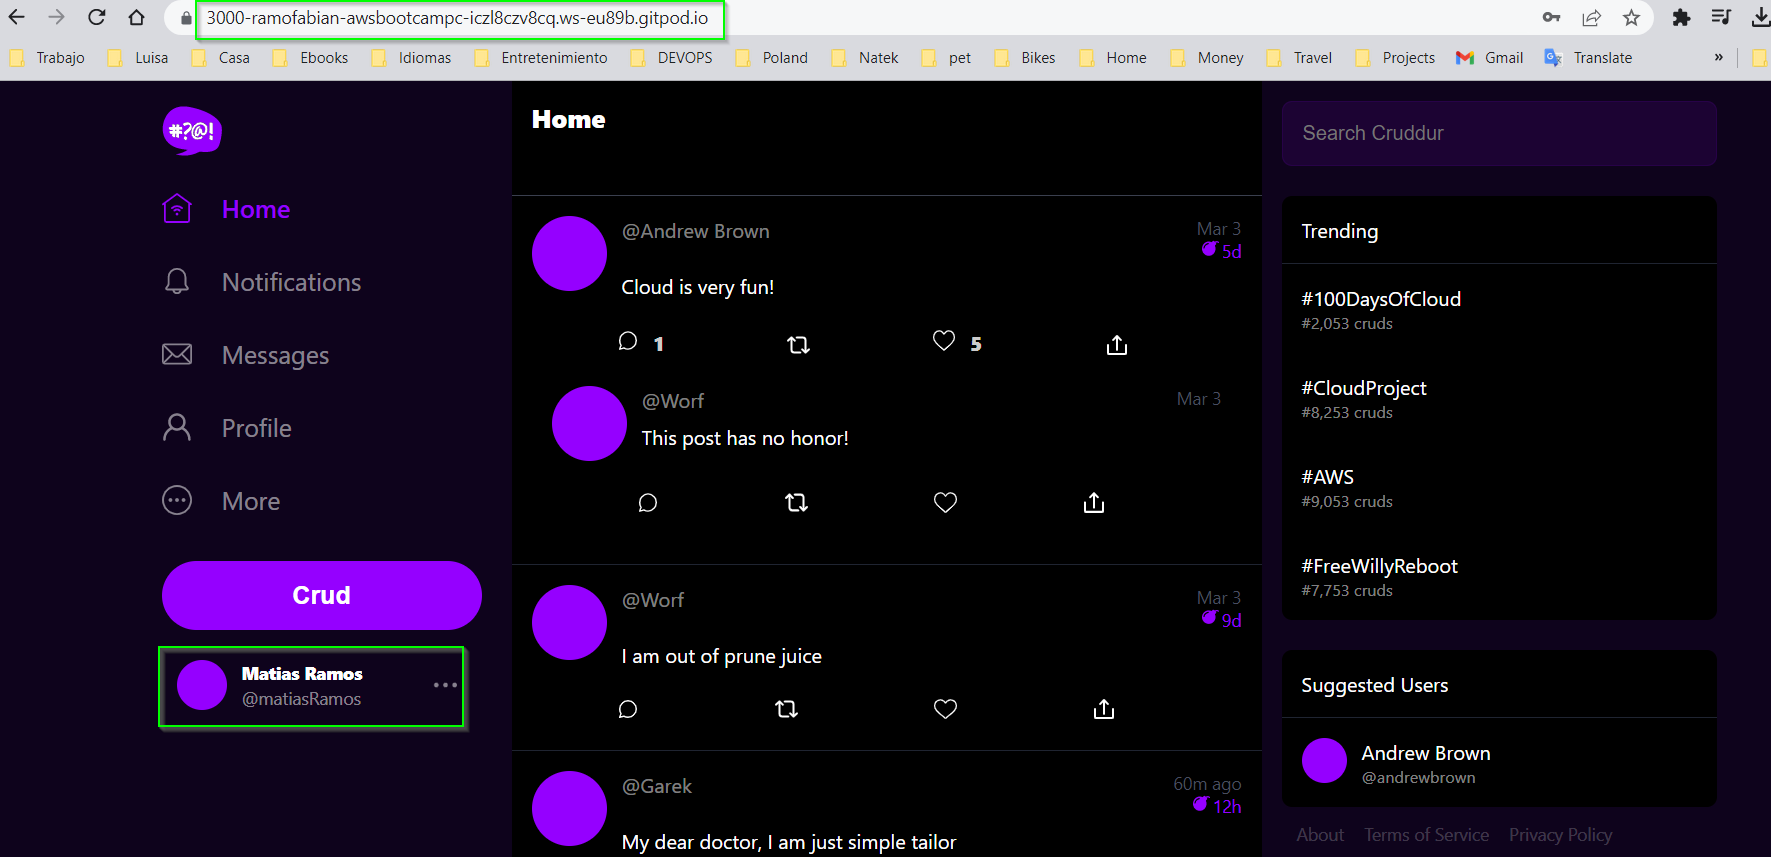 3000-ramofabian-awsbootcampc-iczl8czv8cq.ws-eu89b.gitpod.io
Trabajo Luisa Casa Ebooks Idiomas Entretenimiento DEVOPS Poland Natek pet Bikes Home Money Travel Projects Gmail Translate »
#?@!
Home
Notifications
Messages
Profile
More
Crud
Matias Ramos
@matiasRamos
Home
@Andrew Brown
Mar 3
5d
Cloud is very fun!
1 5
@Worf
Mar 3
This post has no honor!
@Worf
Mar 3
9d
I am out of prune juice
@Garek
60m ago
12h
My dear doctor, I am just simple tailor
Search Cruddur
Trending
#100DaysOfCloud
#2,053 cruds
#CloudProject
#8,253 cruds
#AWS
#9,053 cruds
#FreeWillyReboot
#7,753 cruds
Suggested Users
Andrew Brown
@andrewbrown
About Terms of Service Privacy Policy